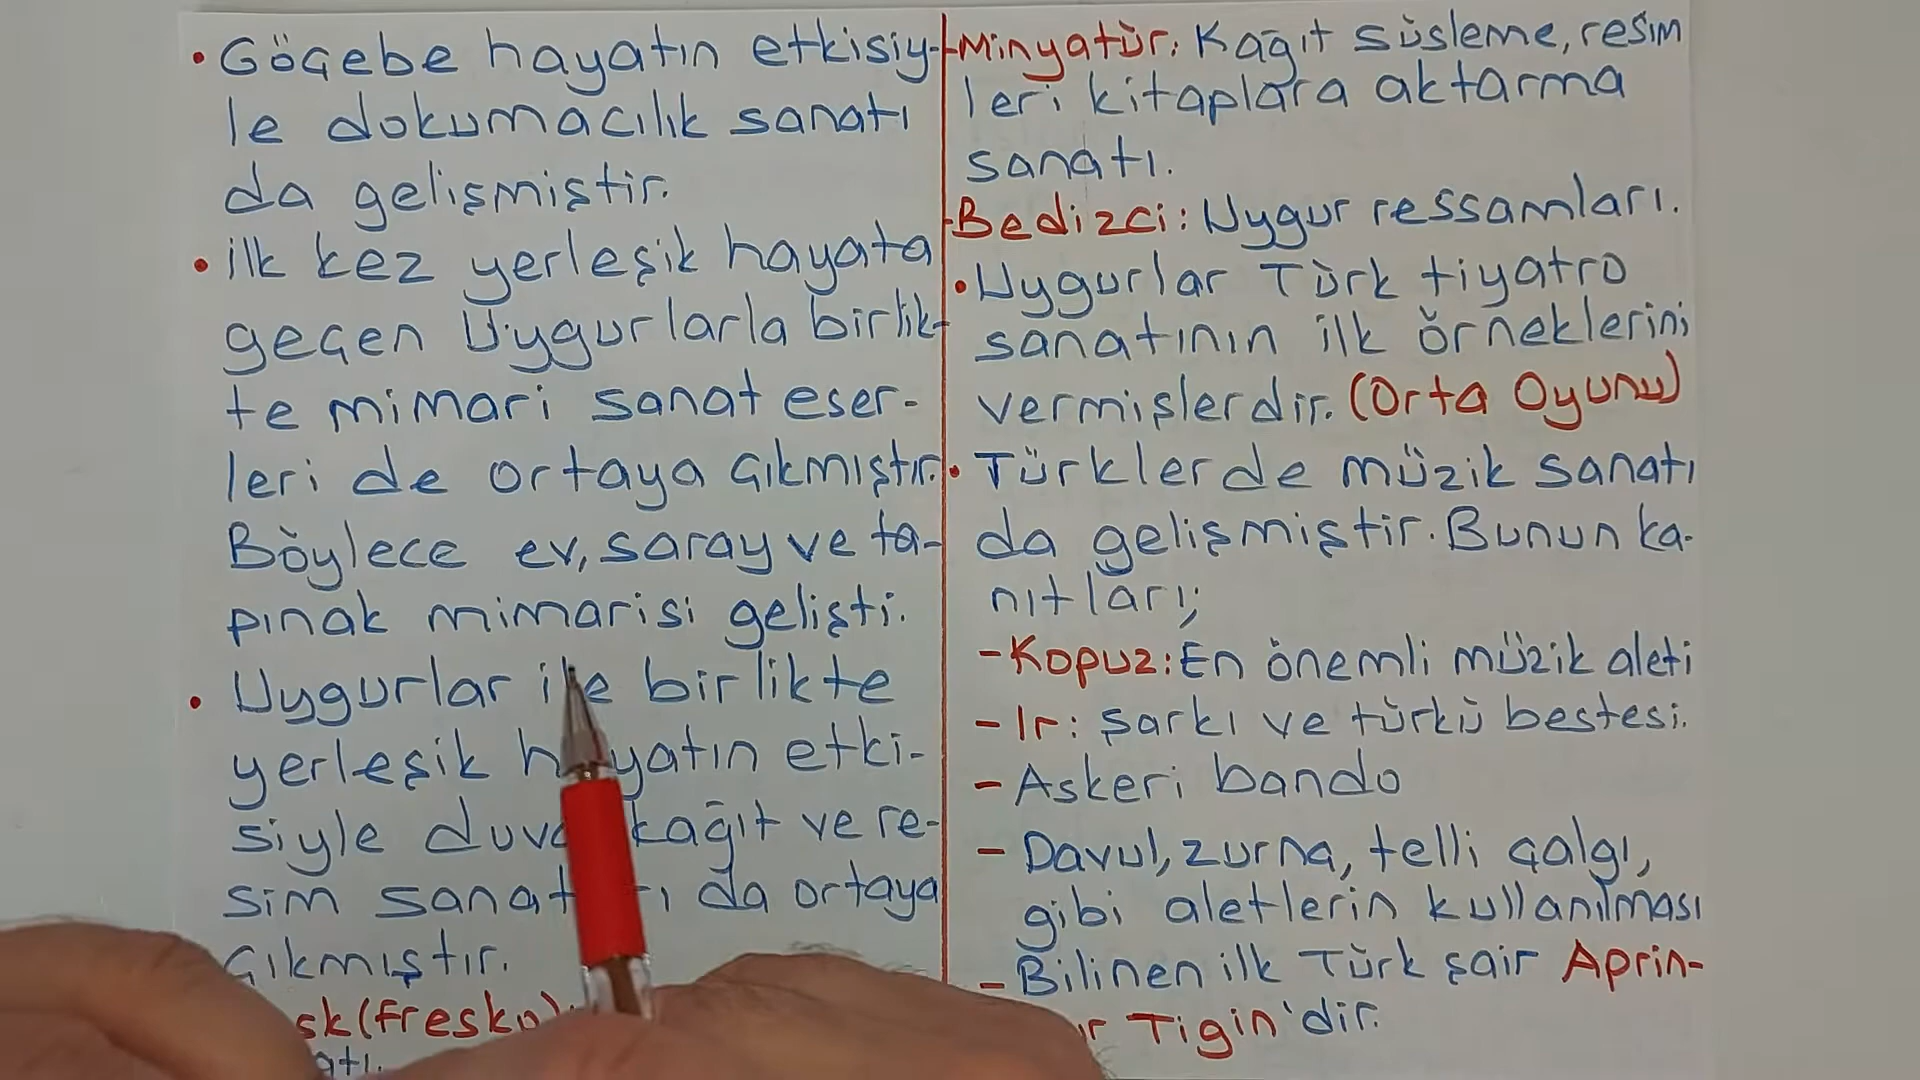 • Göçebe hayatın etkisiy-
le dokumacılık sanatı
da gelişmiştir.
• İlk kez yerleşik hayata
geçen Uygurlarla birlik-
te mimari sanat eser-
leri de ortaya çıkmıştır.
Böylece ev, saray ve ta-
pınak mimarisi gelişti.
• Uygurlar ile birlikte
yerleşik hayatın etki-
siyle kağıt ve re-
sim da ortaya
çıkmıştır.
(Fresko)
-Minyatür: Kağıt süsleme, resim
leri kitaplara aktarma
sanatı.
-Bedizci: Uygur ressamları.
• Uygurlar Türk tiyatro
sanatının ilk örneklerini
vermişlerdir. (Orta Oyunu)
• Türklerde müzik sanatı
da gelişmiştir. Bunun ka-
nıtları;
- Kopuz: En önemli müzik aleti
- Ir: Şarkı ve türkü bestesi.
- Askeri bando
- Davul, zurna, telli çalgı,
gibi aletlerin kullanılması
- Bilinen ilk Türk şair Aprin-
Tigin'dir.